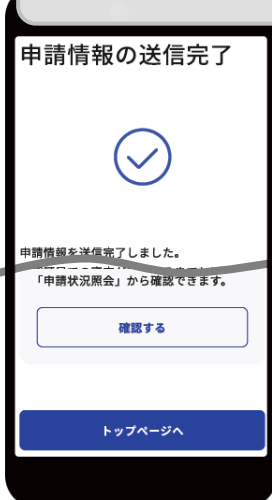 申請情報の送信完了
申請情報を送信完了しました。
「申請状況照会」から確認できます。
確認する
トップページへ